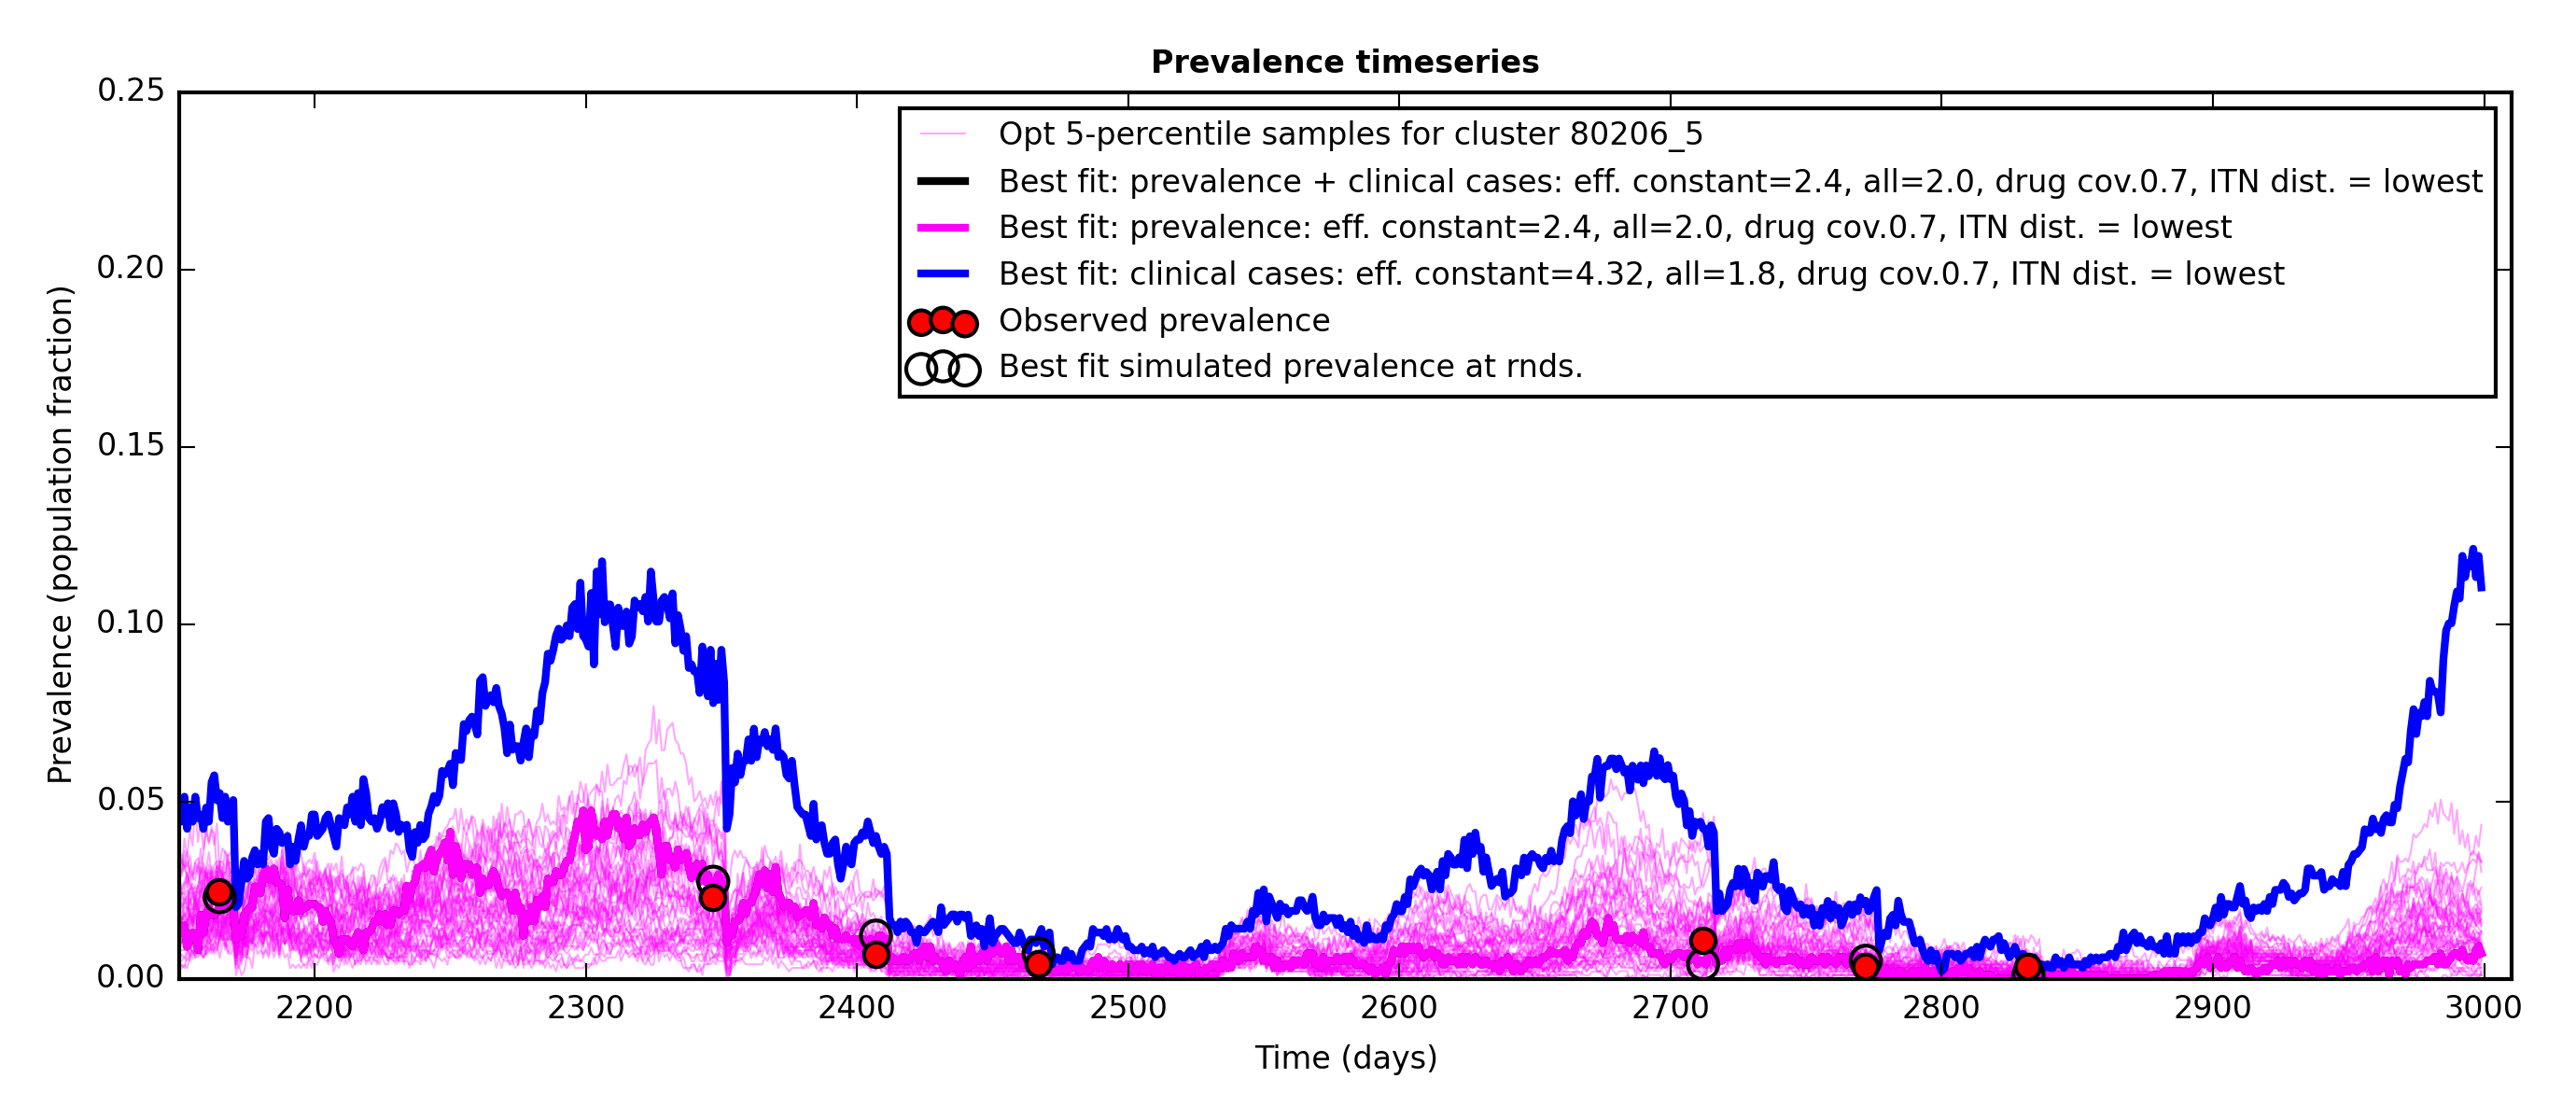 Prevalence timeseries
0.25
0.20
0.15
0.10
0.05
0.00
Prevalence (population fraction)
Opt 5-percentile samples for cluster 80206_5
Best fit: prevalence + clinical cases: eff. constant=2.4, all=2.0, drug cov.0.7, ITN dist. = lowest
Best fit: prevalence: eff. constant=2.4, all=2.0, drug cov.0.7, ITN dist. = lowest
Best fit: clinical cases: eff. constant=4.32, all=1.8, drug cov.0.7, ITN dist. = lowest
Observed prevalence
Best fit simulated prevalence at rnds.
2200 2300 2400 2500 2600 2700 2800 2900 3000
Time (days)